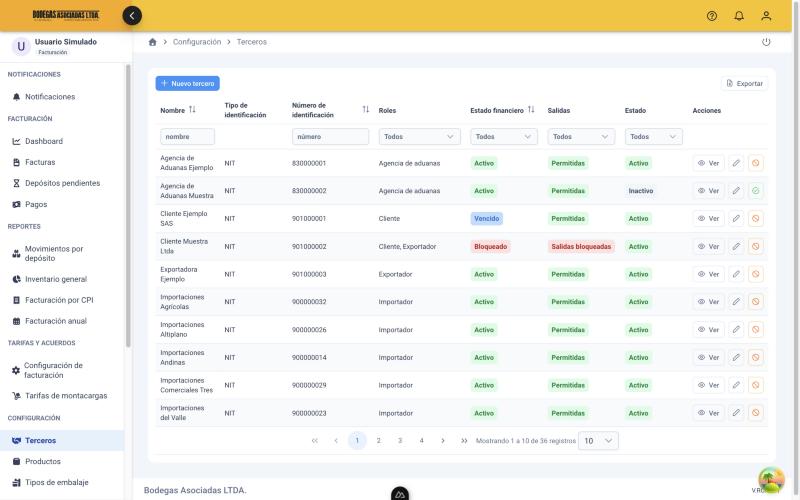 BODEGAS ASOCIADAS LTDA.
U
Usuario Simulado
Facturación
Configuración
Terceros
NOTIFICACIONES
Notificaciones
FACTURACIÓN
Dashboard
Facturas
Depósitos pendientes
Pagos
REPORTES
Movimientos por
depósito
Inventario general
Facturación por CPI
Facturación anual
TARIFAS Y ACUERDOS
Configuración de
facturación
Tarifas de montacargas
CONFIGURACIÓN
Terceros
Productos
Tipos de embalaje
+ Nuevo tercero
Exportar
Nombre Tipo de identificación Número de identificación Roles Estado financiero Salidas Estado Acciones
nombre número Todos Todos Todos Todos
Agencia de Aduanas Ejemplo NIT 830000001 Agencia de aduanas Activo Permitidas Activo Ver
Agencia de Aduanas Muestra NIT 830000002 Agencia de aduanas Activo Permitidas Inactivo Ver
Cliente Ejemplo SAS NIT 901000001 Cliente Vencido Permitidas Activo Ver
Cliente Muestra Ltda NIT 901000002 Cliente, Exportador Bloqueado Salidas bloqueadas Activo Ver
Exportadora Ejemplo NIT 901000003 Exportador Activo Permitidas Activo Ver
Importaciones Agrícolas NIT 900000032 Importador Activo Permitidas Activo Ver
Importaciones Altiplano NIT 900000026 Importador Activo Permitidas Activo Ver
Importaciones Andinas NIT 900000014 Importador Activo Permitidas Activo Ver
Importaciones Comerciales Tres NIT 900000029 Importador Activo Permitidas Activo Ver
Importaciones del Valle NIT 900000023 Importador Activo Permitidas Activo Ver
« ‹ 1 2 3 4 › » Mostrando 1 a 10 de 36 registros 10
Bodegas Asociadas LTDA.